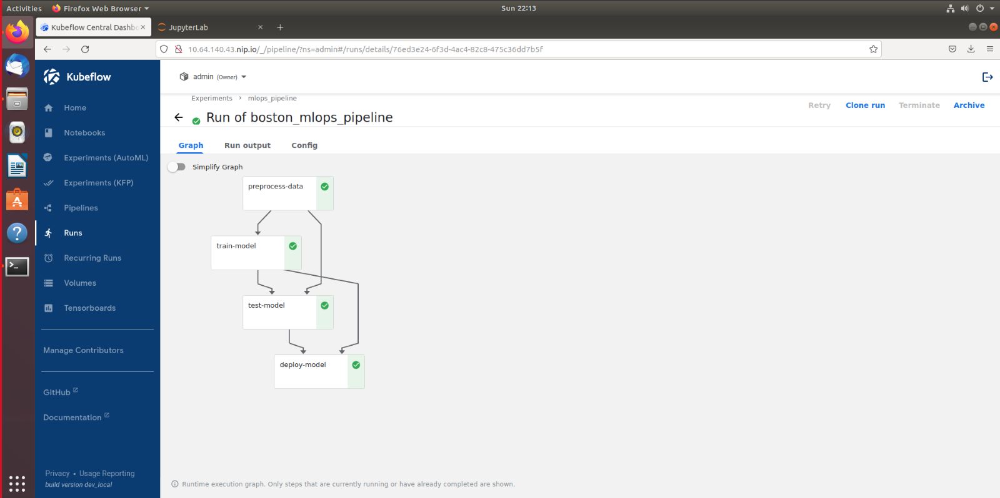 Activities Firefox Web Browser Sun 22:13
Kubeflow Central Dashbo JupyterLab
10.64.140.43.nip.io/_/pipeline/?ns=admin#/runs/details/76ed3e24-6f3d-4ac4-82c8-475c36dd7b5f
Kubeflow
Home
Notebooks
Experiments (AutoML)
Experiments (KFP)
Pipelines
Runs
Recurring Runs
Volumes
Tensorboards
Manage Contributors
GitHub
Documentation
Privacy • Usage Reporting
build version dev_local
admin (Owner)
Experiments › mlops_pipeline
Run of boston_mlops_pipeline
Retry Clone run Terminate Archive
Graph Run output Config
Simplify Graph
preprocess-data
train-model
test-model
deploy-model
Runtime execution graph. Only steps that are currently running or have already completed are shown.